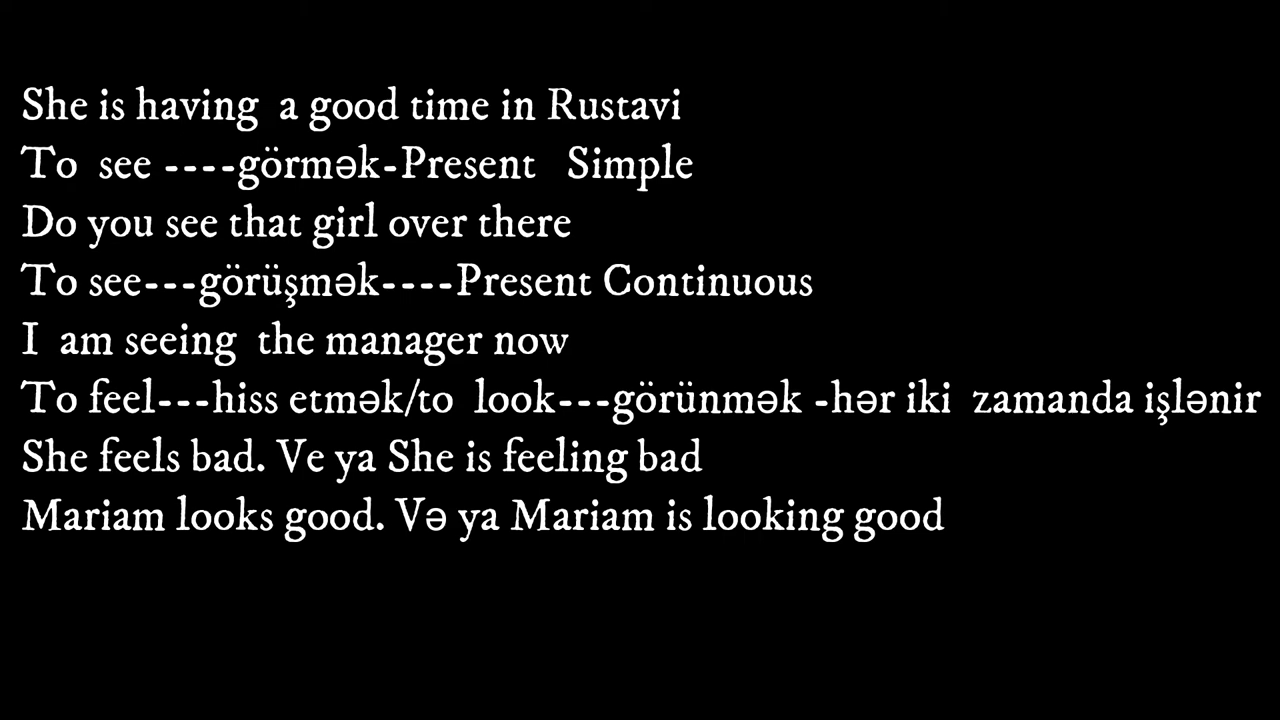 She is having a good time in Rustavi
To see ----görmək-Present Simple
Do you see that girl over there
To see---görüşmək----Present Continuous
I am seeing the manager now
To feel---hiss etmək/to look---görünmək -hər iki zamanda işlənir
She feels bad. Ve ya She is feeling bad
Mariam looks good. Və ya Mariam is looking good